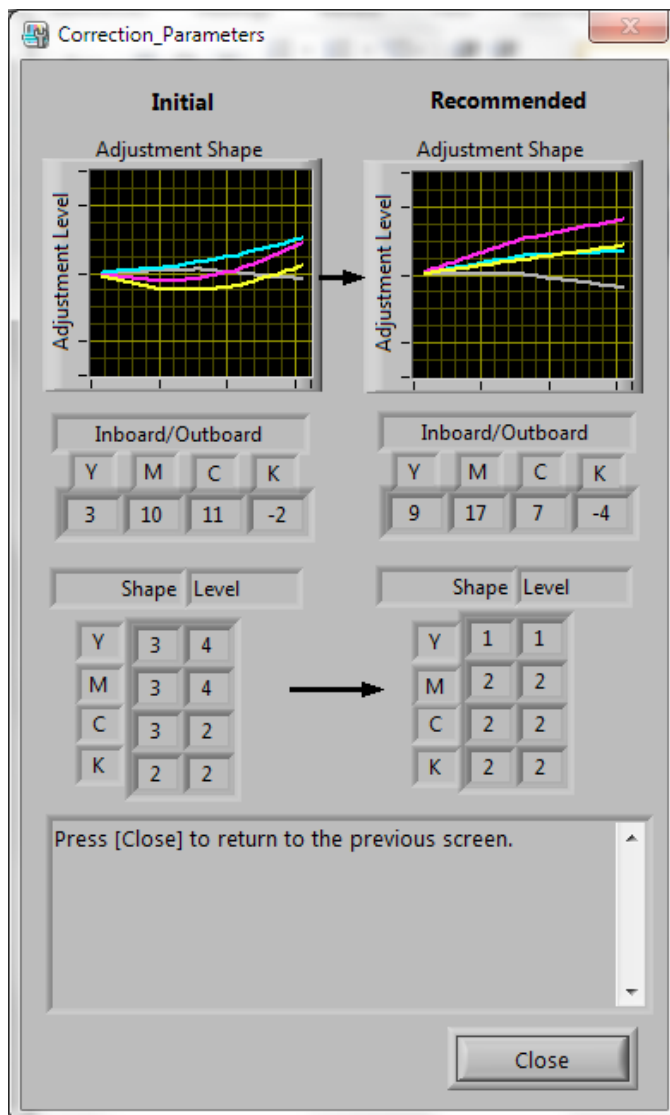 Correction_Parameters
Initial
Recommended
Adjustment Shape
Adjustment Shape
Adjustment Level
Adjustment Level
Inboard/Outboard
Inboard/Outboard
Y M C K
Y M C K
3 10 11 -2
9 17 7 -4
Shape Level
Shape Level
Y 3 4
Y 1 1
M 3 4
M 2 2
C 3 2
C 2 2
K 2 2
K 2 2
Press [Close] to return to the previous screen.
Close